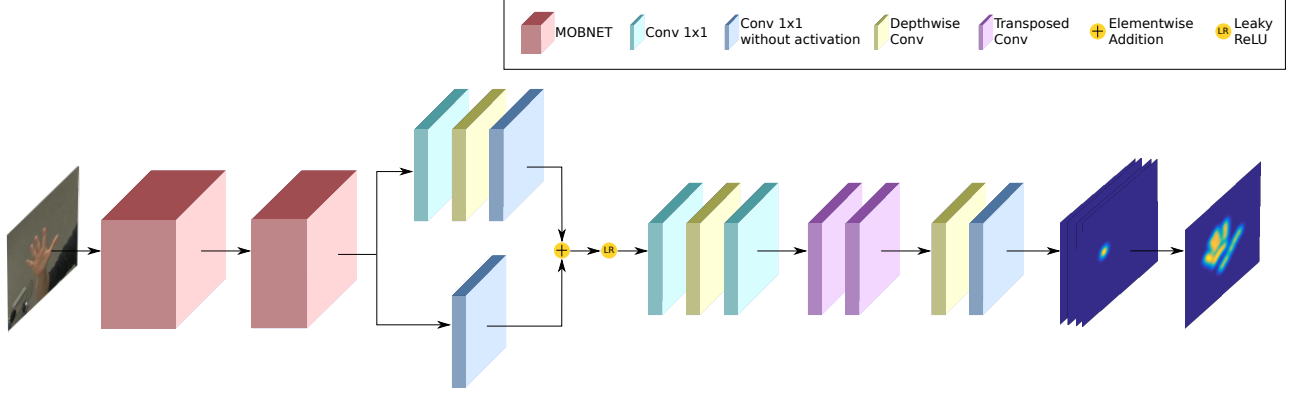 MOBNET
Conv 1x1
Conv 1x1
without activation
Depthwise
Conv
Transposed
Conv
+
Elementwise
Addition
LR
Leaky
ReLU
+
LR